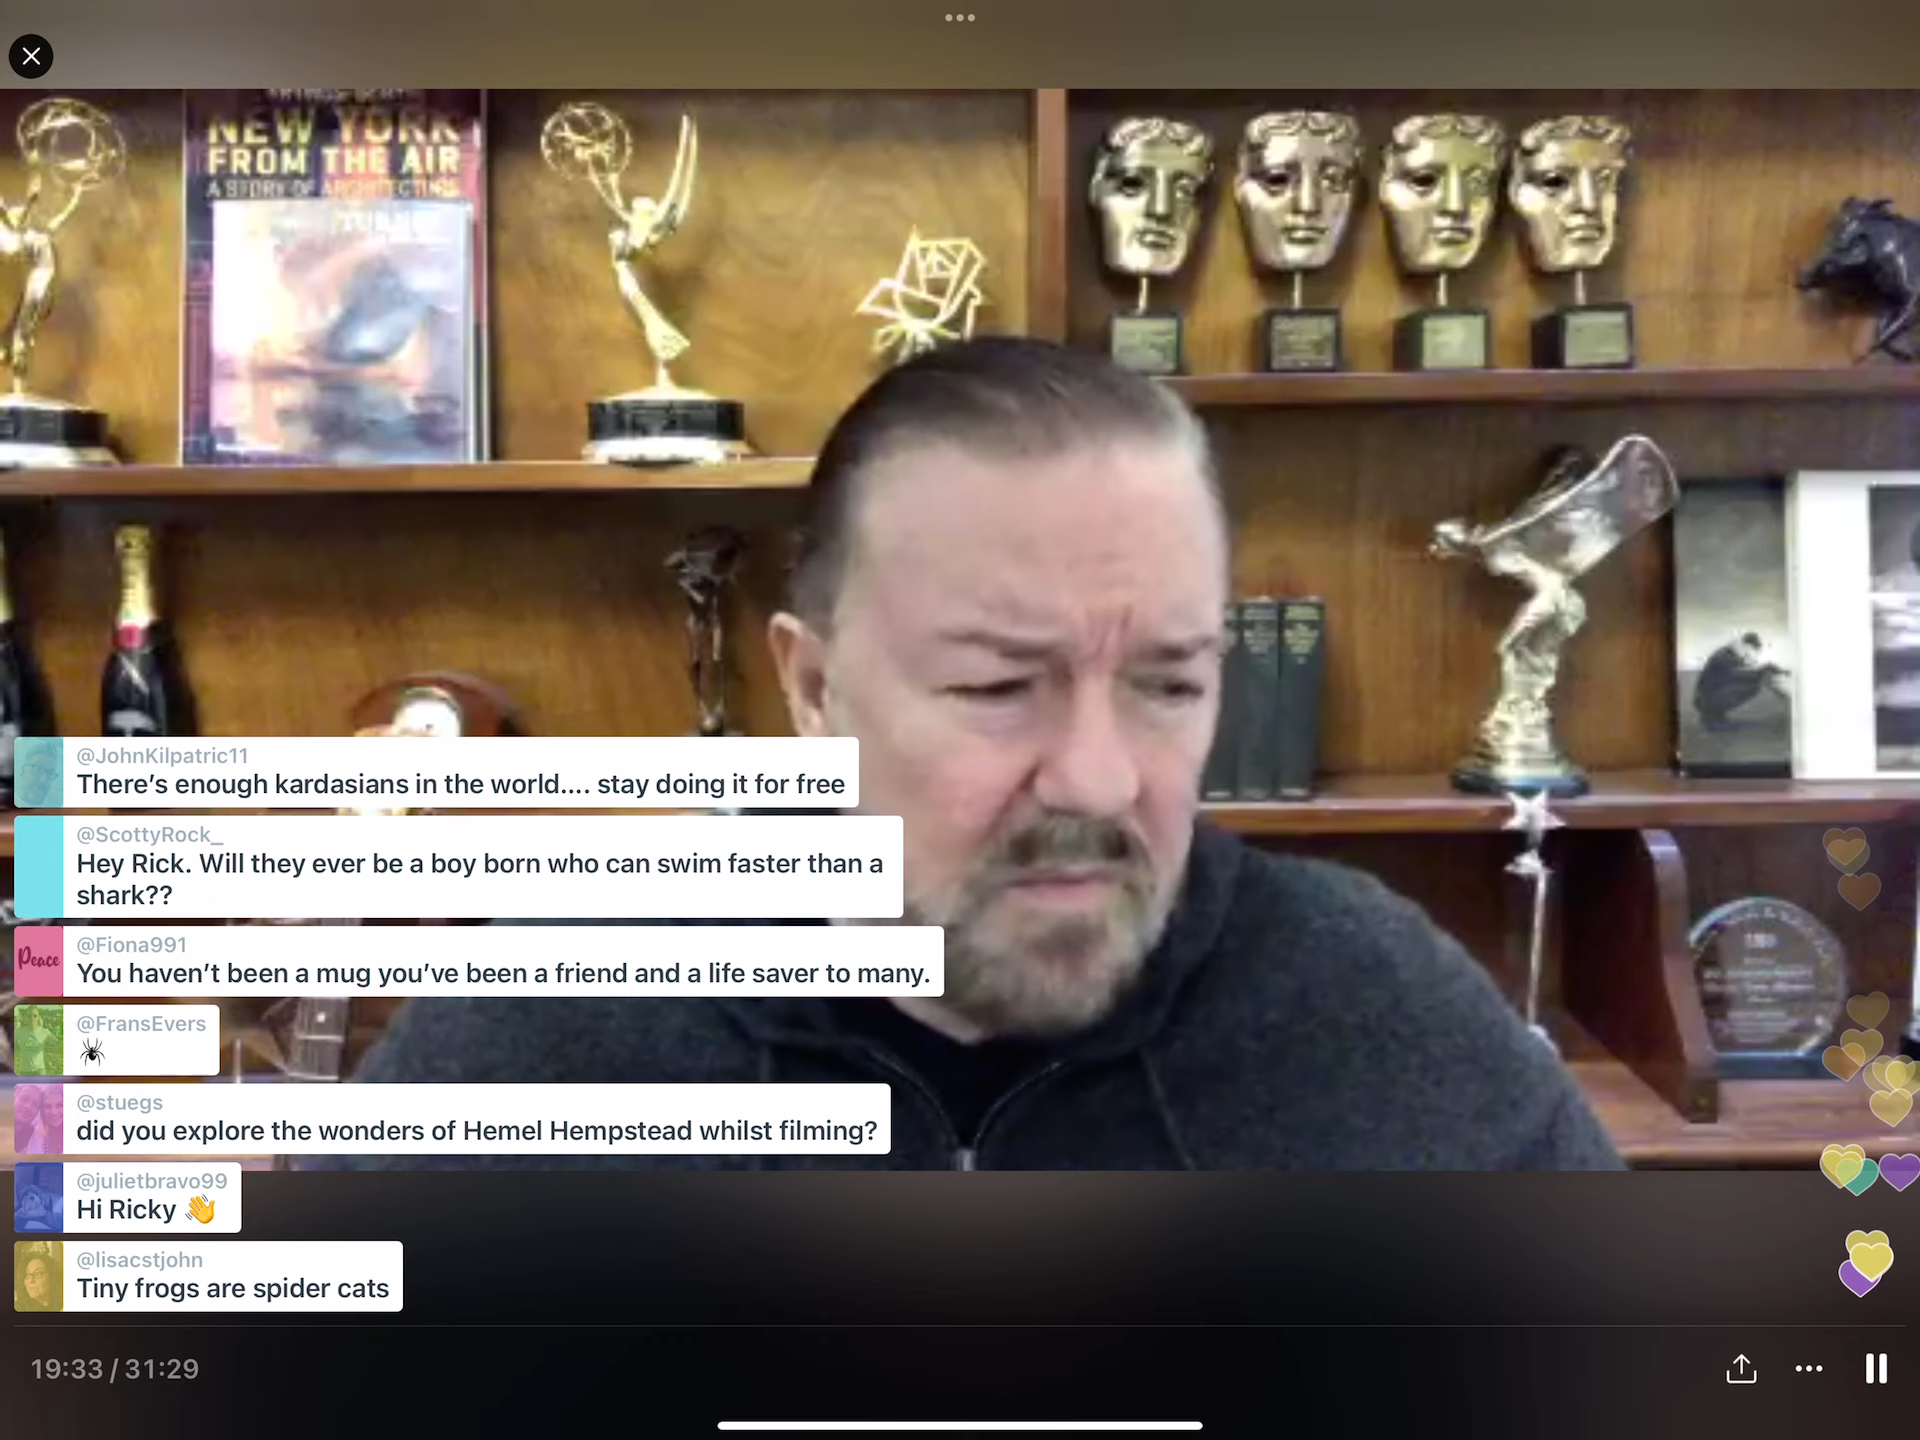 NEW YORK
FROM THE AIR
A STORY OF ARCHITECTURE
TURNER
@JohnKilpatric11
There’s enough kardasians in the world.... stay doing it for free
@ScottyRock_
Hey Rick. Will they ever be a boy born who can swim faster than a
shark??
Peace
@Fiona991
You haven’t been a mug you’ve been a friend and a life saver to many.
@FransEvers
🕷
@stuegs
did you explore the wonders of Hemel Hempstead whilst filming?
@julietbravo99
Hi Ricky 👋
@lisacstjohn
Tiny frogs are spider cats
19:33 / 31:29